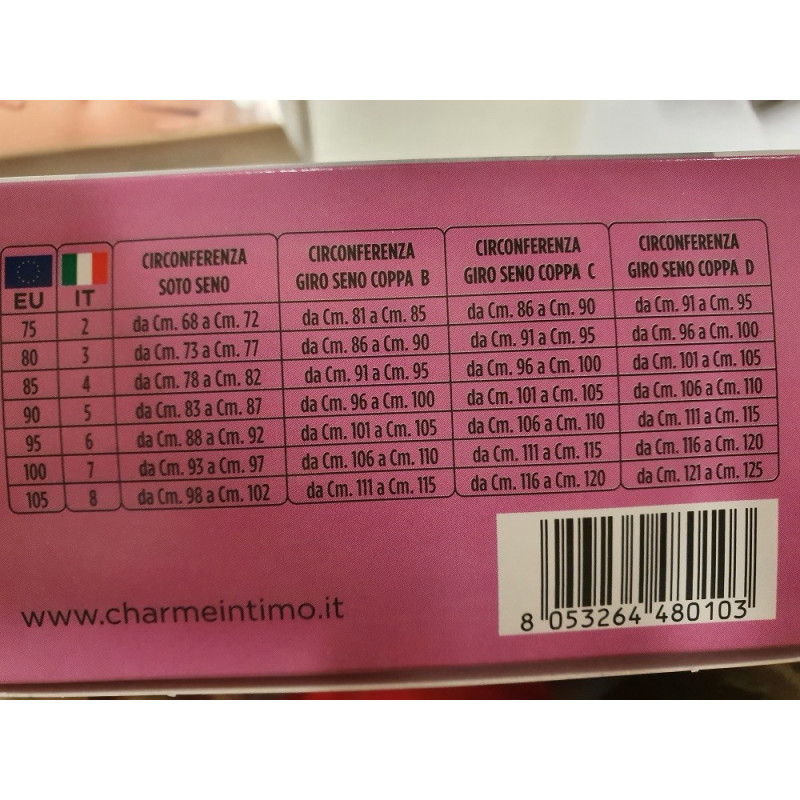 CIRCONFERENZA SOTO SENO
CIRCONFERENZA GIRO SENO COPPA B
CIRCONFERENZA GIRO SENO COPPA C
CIRCONFERENZA GIRO SENO COPPA D
EU IT
75 2 da Cm. 68 a Cm. 72 da Cm. 81 a Cm. 85 da Cm. 86 a Cm. 90 da Cm. 91 a Cm. 95
80 3 da Cm. 73 a Cm. 77 da Cm. 86 a Cm. 90 da Cm. 91 a Cm. 95 da Cm. 96 a Cm. 100
85 4 da Cm. 78 a Cm. 82 da Cm. 91 a Cm. 95 da Cm. 96 a Cm. 100 da Cm. 101 a Cm. 105
90 5 da Cm. 83 a Cm. 87 da Cm. 96 a Cm. 100 da Cm. 101 a Cm. 105 da Cm. 106 a Cm. 110
95 6 da Cm. 88 a Cm. 92 da Cm. 101 a Cm. 105 da Cm. 106 a Cm. 110 da Cm. 111 a Cm. 115
100 7 da Cm. 93 a Cm. 97 da Cm. 106 a Cm. 110 da Cm. 111 a Cm. 115 da Cm. 116 a Cm. 120
105 8 da Cm. 98 a Cm. 102 da Cm. 111 a Cm. 115 da Cm. 116 a Cm. 120 da Cm. 121 a Cm. 125
www.charmeintimo.it
8 053264 480103